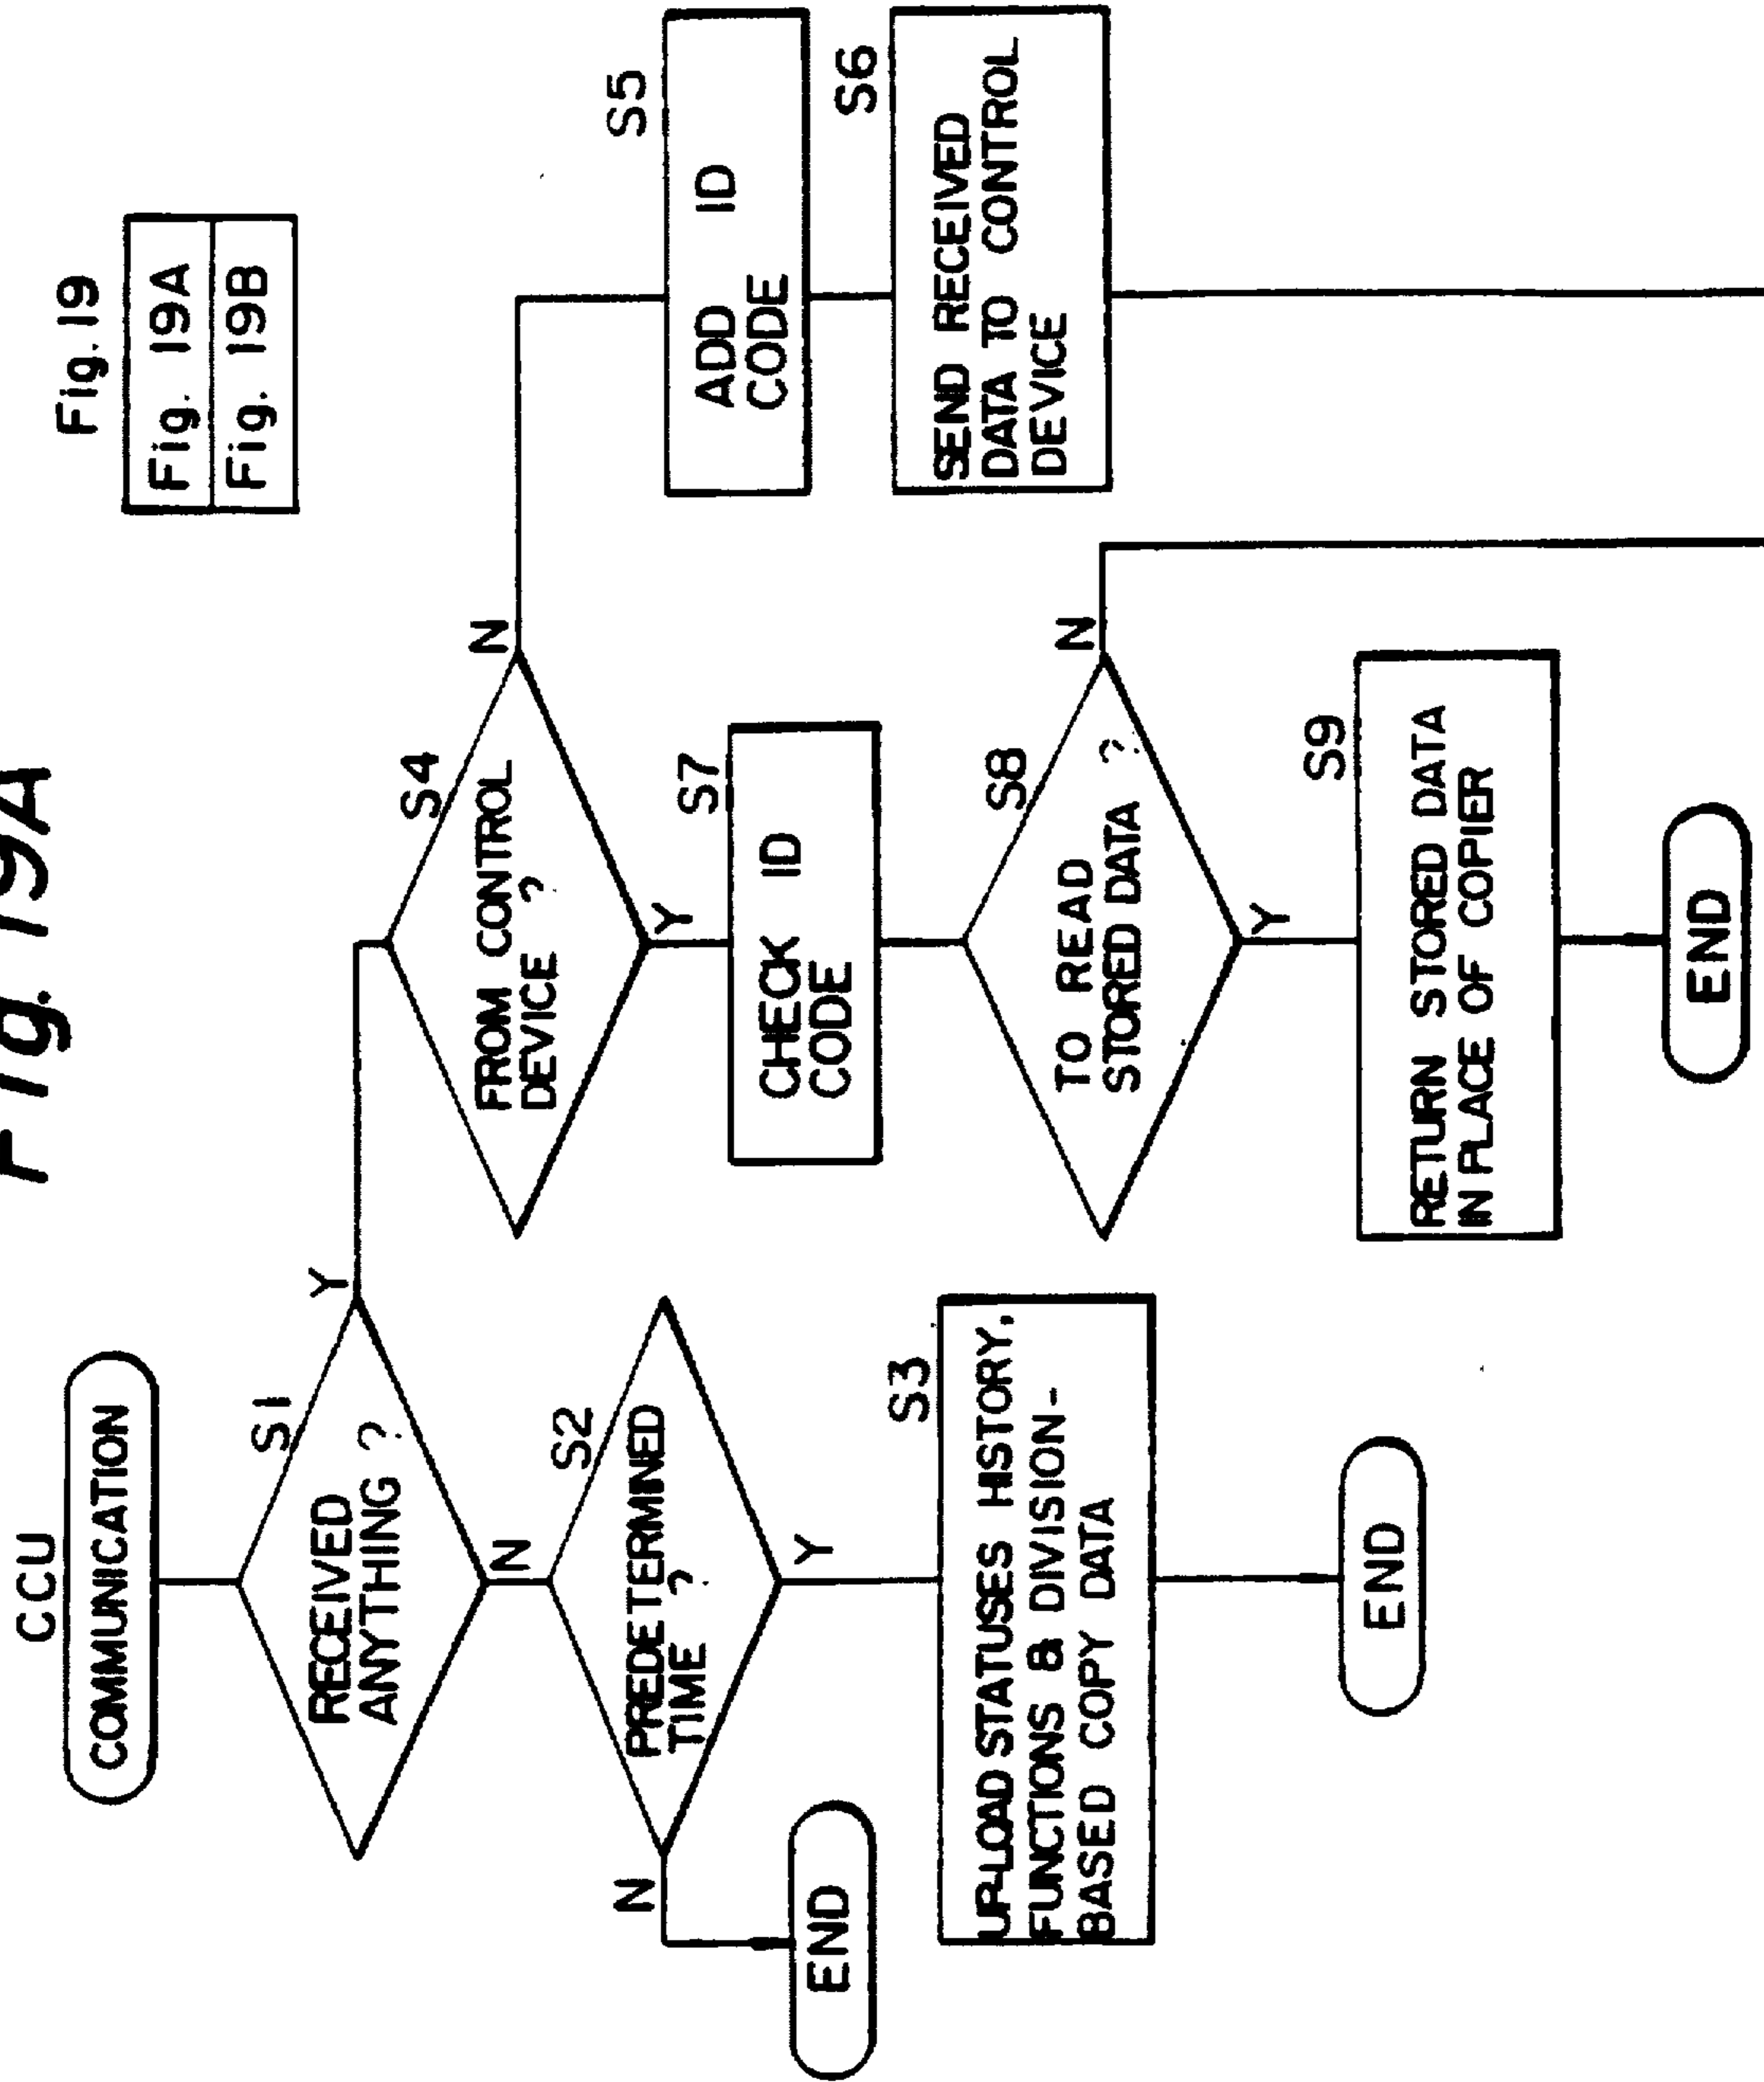 Fig. 19A
Fig. 19
Fig. 19A
Fig. 19B
CCU
COMMUNICATION
S1
RECEIVED
ANYTHING ?
Y
N
S2
PREDETERMINED
TIME ?
N
Y
END
S3
UP-LOAD STATUSES HISTORY,
FUNCTIONS & DIVISION-
BASED COPY DATA
END
S4
FROM CONTROL
DEVICE ?
N
Y
S5
ADD ID
CODE
S6
SEND RECEIVED
DATA TO CONTROL
DEVICE
S7
CHECK ID
CODE
S8
TO READ
STORED DATA ?
N
Y
S9
RETURN STORED DATA
IN PLACE OF COPIER
END